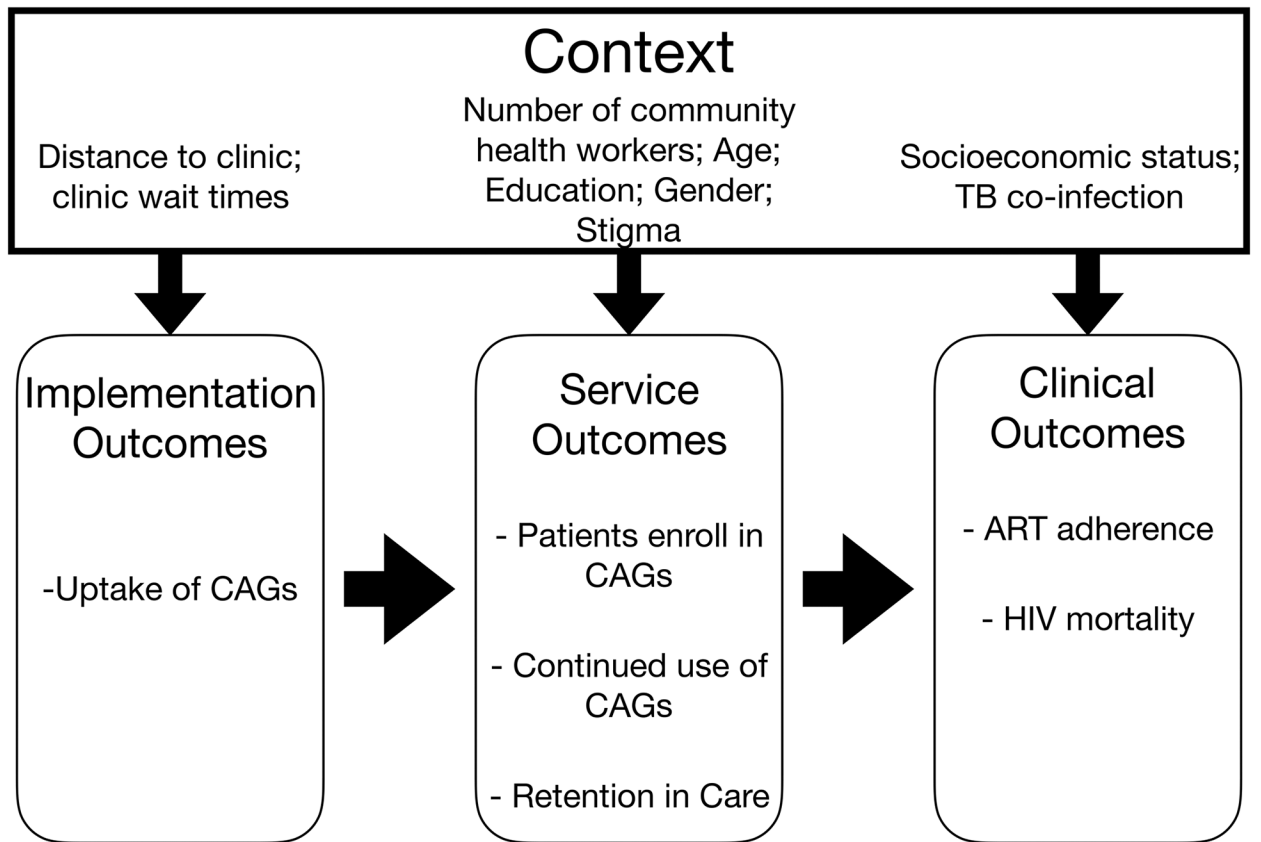 Context
Distance to clinic;
clinic wait times
Number of community
health workers; Age;
Education; Gender;
Stigma
Socioeconomic status;
TB co-infection
Implementation
Outcomes
-Uptake of CAGs
Service
Outcomes
- Patients enroll in
CAGs
- Continued use of
CAGs
- Retention in Care
Clinical
Outcomes
- ART adherence
- HIV mortality